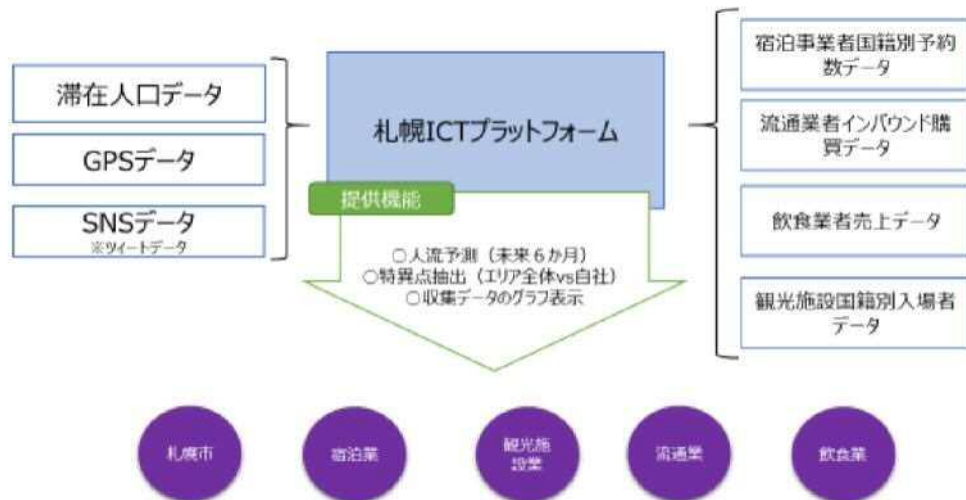 滞在人口データ
GPSデータ
SNSデータ
※ツイートデータ
札幌ICTプラットフォーム
提供機能
○人流予測（未来６か月）
○特異点抽出（エリア全体vs自社）
○収集データのグラフ表示
宿泊事業者国籍別予約
数データ
流通業者インバウンド購
買データ
飲食業者売上データ
観光施設国籍別入場者
データ
札幌市
宿泊業
観光施
設業
流通業
飲食業